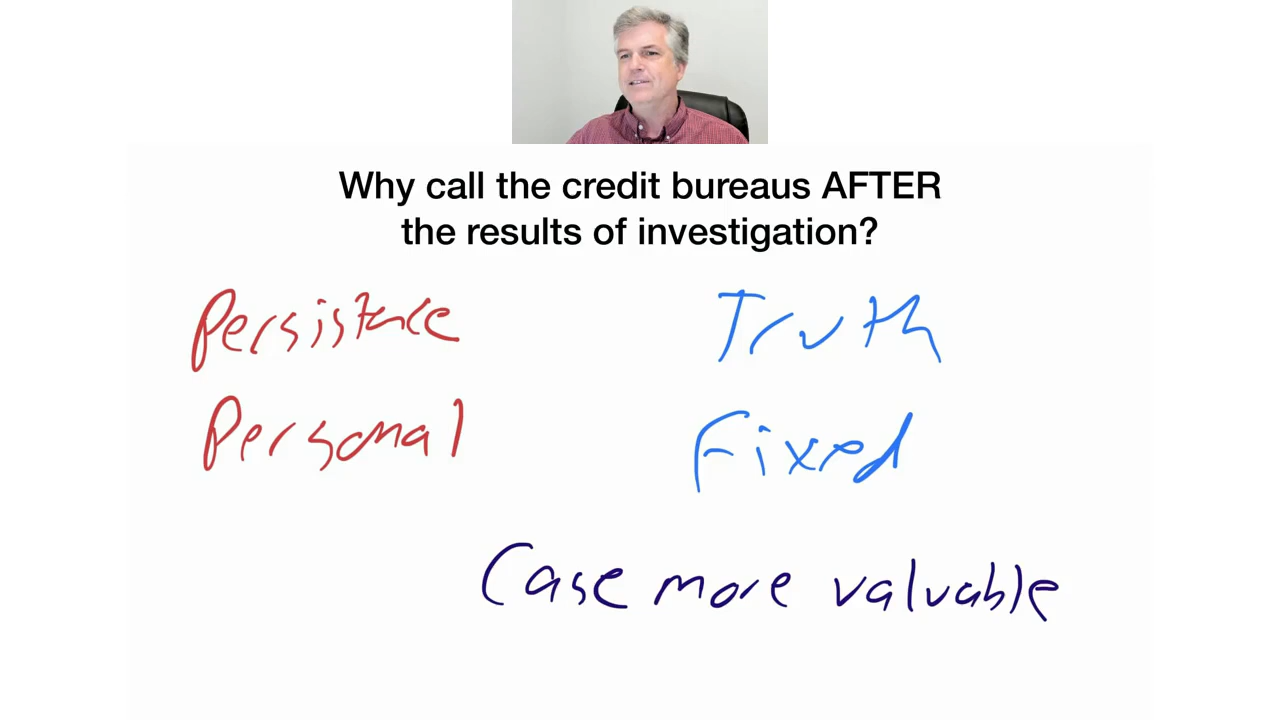 Why call the credit bureaus AFTER
the results of investigation?
Persistence
Truth
Personal
Fixed
Case more valuable